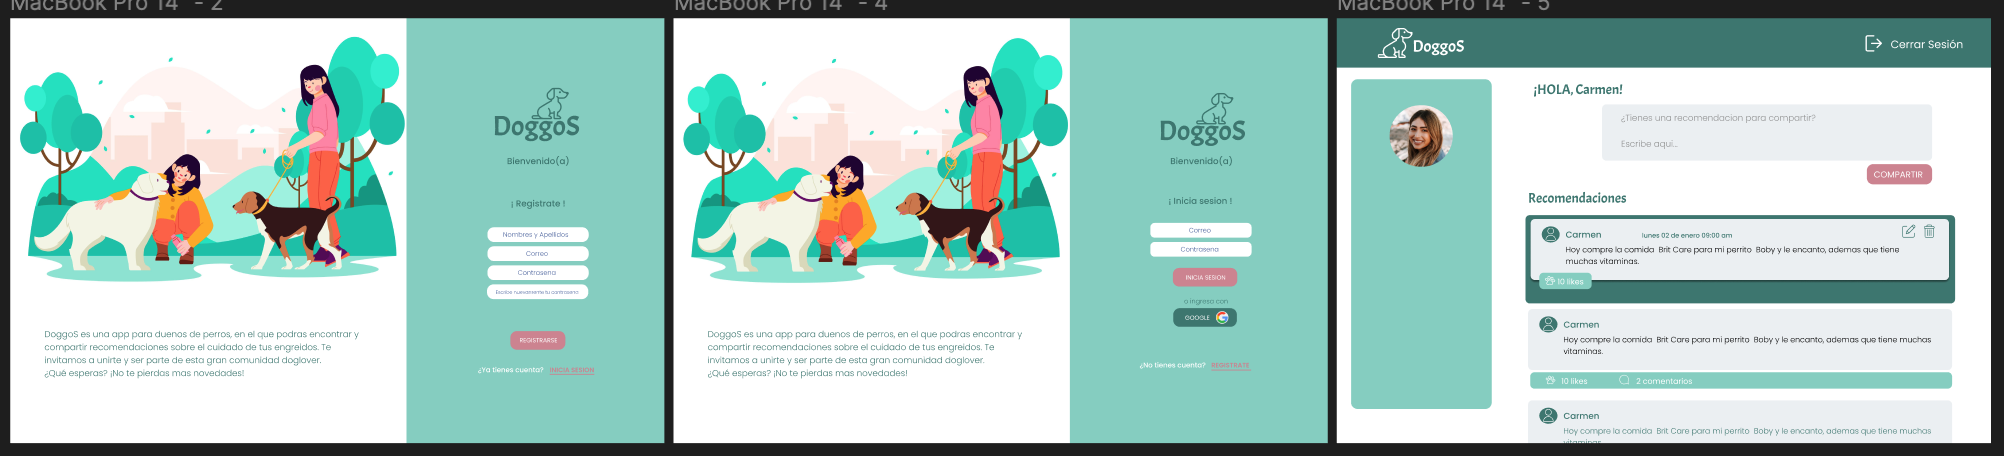 MacBook Pro 14" - 2
DoggoS
Bienvenido(a)
¡ Registrate !
Nombres y Apellidos
Correo
Contrasena
Escribe nuevamente tu contrasena
REGISTRARSE
¿Ya tienes cuenta? INICIA SESION
DoggoS es una app para duenos de perros, en el que podras encontrar y
compartir recomendaciones sobre el cuidado de tus engreidos. Te
invitamos a unirte y ser parte de esta gran comunidad doglover.
¿Qué esperas? ¡No te pierdas mas novedades!
MacBook Pro 14" - 4
DoggoS
Bienvenido(a)
¡ Inicia sesion !
Correo
Contrasena
INICIA SESION
o ingresa con
GOOGLE
¿No tienes cuenta? REGISTRATE
DoggoS es una app para duenos de perros, en el que podras encontrar y
compartir recomendaciones sobre el cuidado de tus engreidos. Te
invitamos a unirte y ser parte de esta gran comunidad doglover.
¿Qué esperas? ¡No te pierdas mas novedades!
MacBook Pro 14" - 5
DoggoS
Cerrar Sesión
¡HOLA, Carmen!
¿Tienes una recomendacion para compartir?
Escribe aqui...
COMPARTIR
Recomendaciones
Carmen lunes 02 de enero 09:00 am
Hoy compre la comida Brit Care para mi perrito Boby y le encanto, ademas que tiene
muchas vitaminas.
10 likes
Carmen
Hoy compre la comida Brit Care para mi perrito Boby y le encanto, ademas que tiene muchas
vitaminas.
10 likes 2 comentarios
Carmen
Hoy compre la comida Brit Care para mi perrito Boby y le encanto, ademas que tiene muchas
vitaminas.